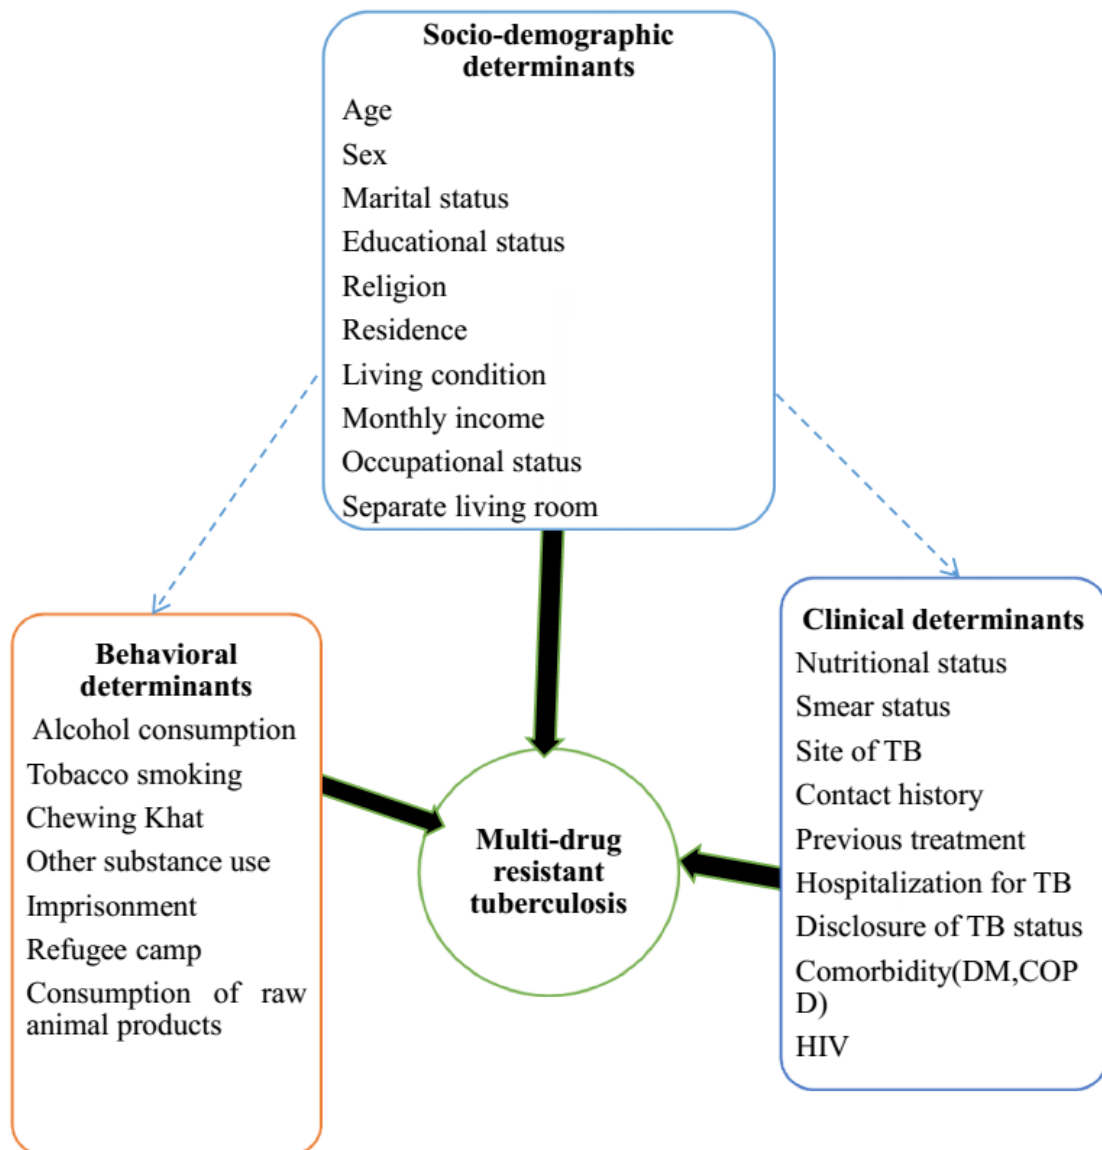 Socio-demographic
determinants
Age
Sex
Marital status
Educational status
Religion
Residence
Living condition
Monthly income
Occupational status
Separate living room
Behavioral
determinants
Alcohol consumption
Tobacco smoking
Chewing Khat
Other substance use
Imprisonment
Refugee camp
Consumption of raw
animal products
Multi-drug
resistant
tuberculosis
Clinical determinants
Nutritional status
Smear status
Site of TB
Contact history
Previous treatment
Hospitalization for TB
Disclosure of TB status
Comorbidity(DM,COP
D)
HIV